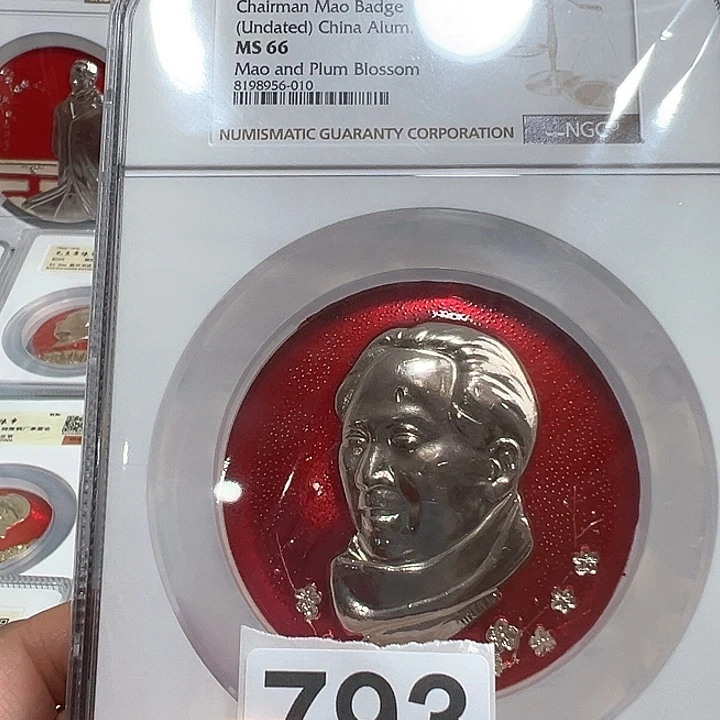 Chairman Mao Badge
(Undated) China Alum.
MS 66
Mao and Plum Blossom
8198956-010
NUMISMATIC GUARANTY CORPORATION
NGC
793